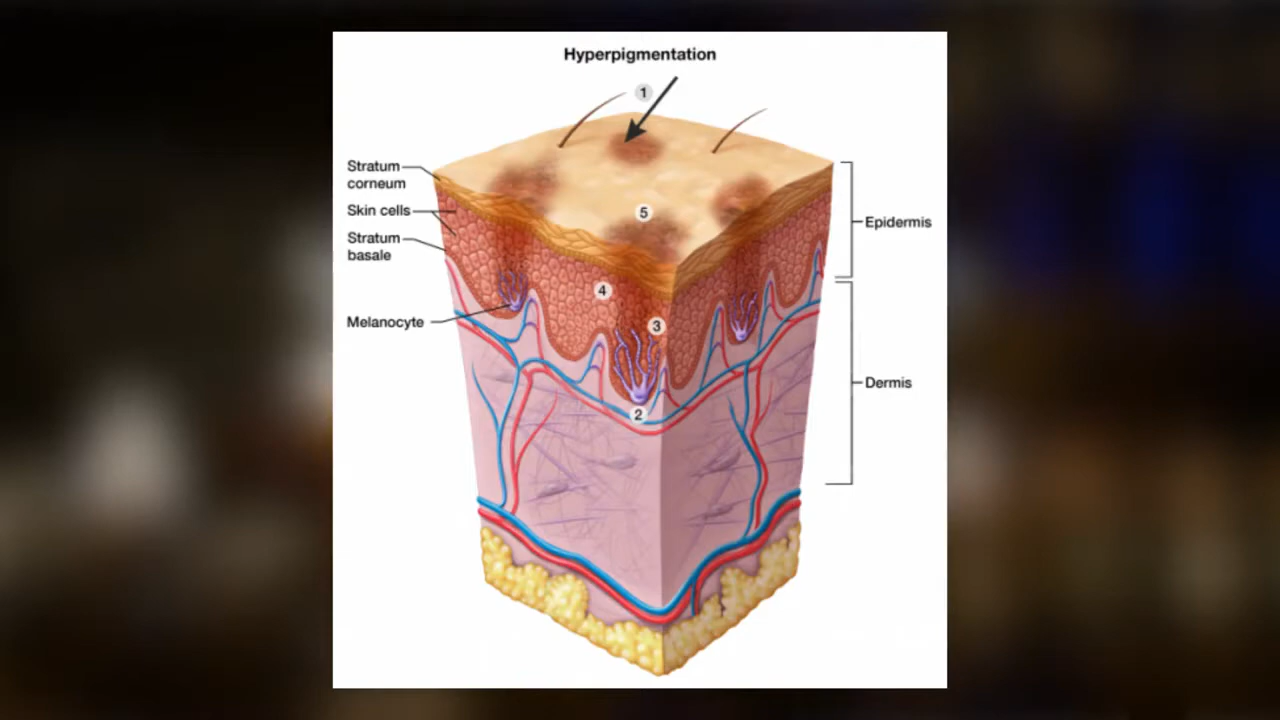 Hyperpigmentation
1
Stratum
corneum
Skin cells
5
Epidermis
Stratum
basale
4
Melanocyte
3
Dermis
2